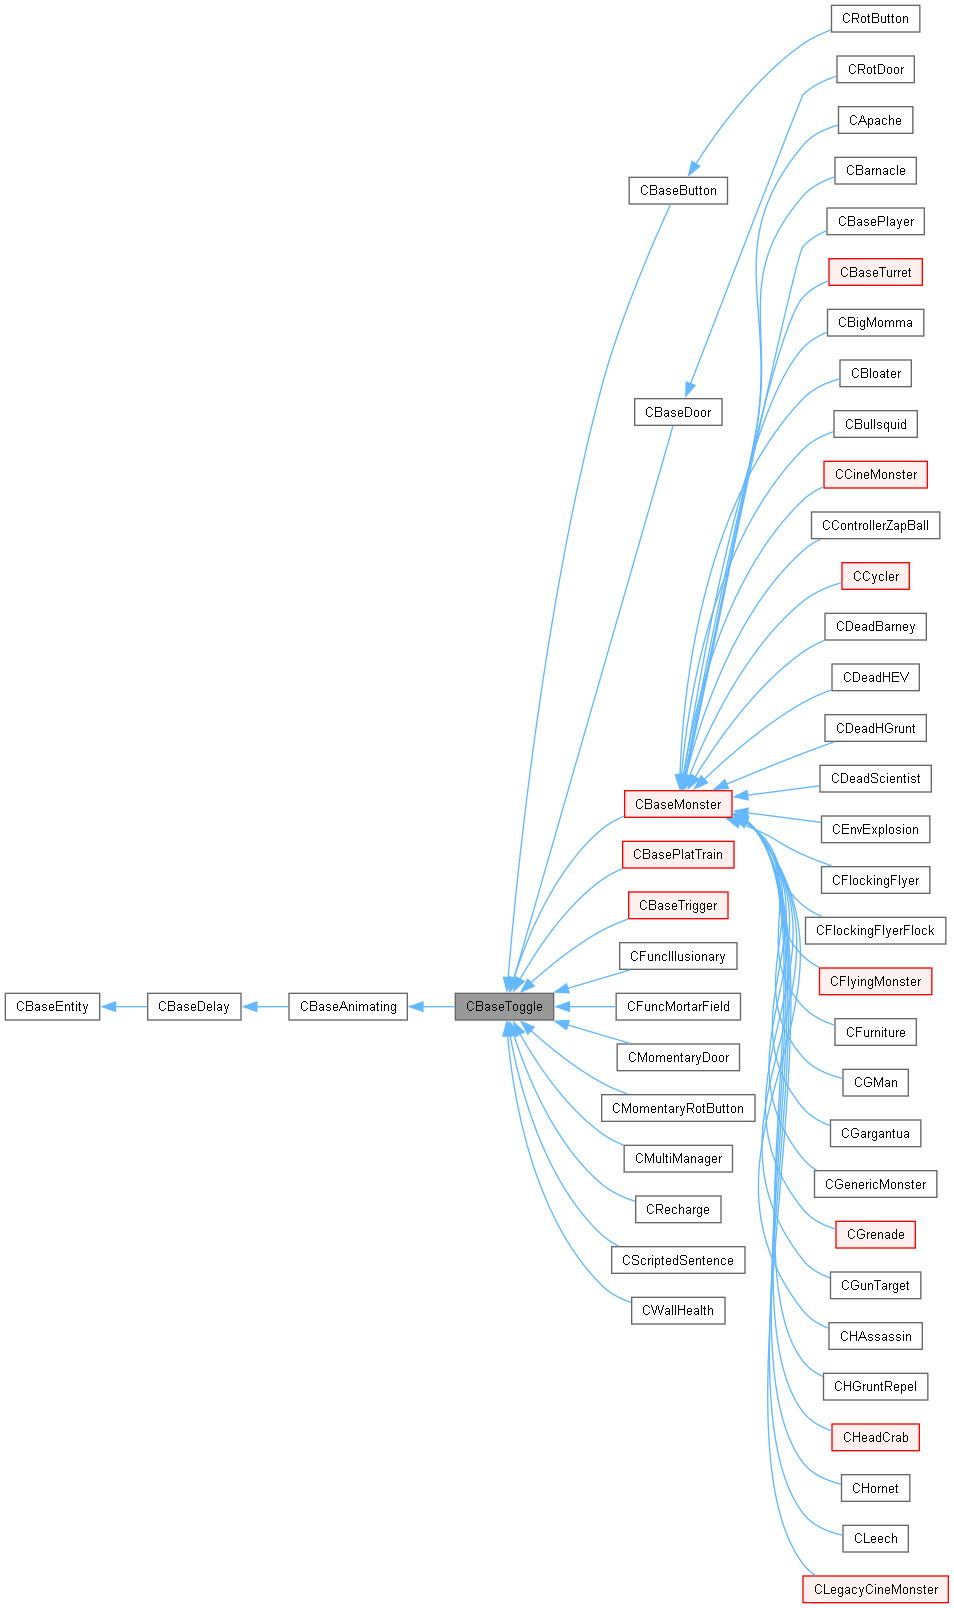 CRotButton
CRotDoor
CApache
CBarnacle
CBaseButton
CBasePlayer
CBaseTurret
CBigMomma
CBloater
CBaseDoor
CBullsquid
CCineMonster
CControllerZapBall
CCycler
CDeadBarney
CDeadHEV
CDeadHGrunt
CDeadScientist
CBaseMonster
CEnvExplosion
CBasePlatTrain
CFlockingFlyer
CBaseTrigger
CFlockingFlyerFlock
CFuncIllusionary
CFlyingMonster
CBaseEntity
CBaseDelay
CBaseAnimating
CBaseToggle
CFuncMortarField
CFurniture
CMomentaryDoor
CGMan
CMomentaryRotButton
CGargantua
CMultiManager
CGenericMonster
CRecharge
CGrenade
CScriptedSentence
CGunTarget
CWallHealth
CHAssassin
CHGruntRepel
CHeadCrab
CHornet
CLeech
CLegacyCineMonster